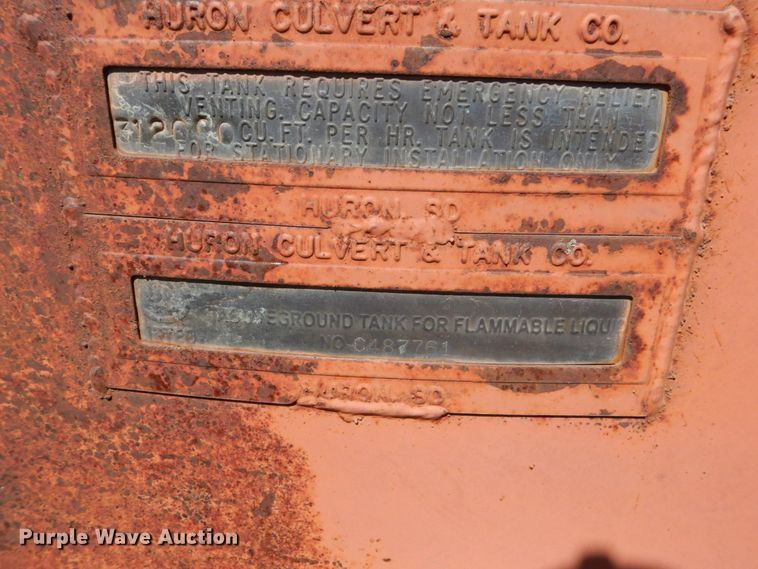 HURON CULVERT & TANK CO.
THIS TANK REQUIRES EMERGENCY RELIEF
VENTING. CAPACITY NOT LESS THAN
312000 CU. FT. PER HR. TANK IS INTENDED
FOR STATIONARY INSTALLATION ONLY
HURON, SD
HURON CULVERT & TANK CO.
TANK FOR FLAMMABLE LIQUID
NO C487761
HURON, SD
Purple Wave Auction